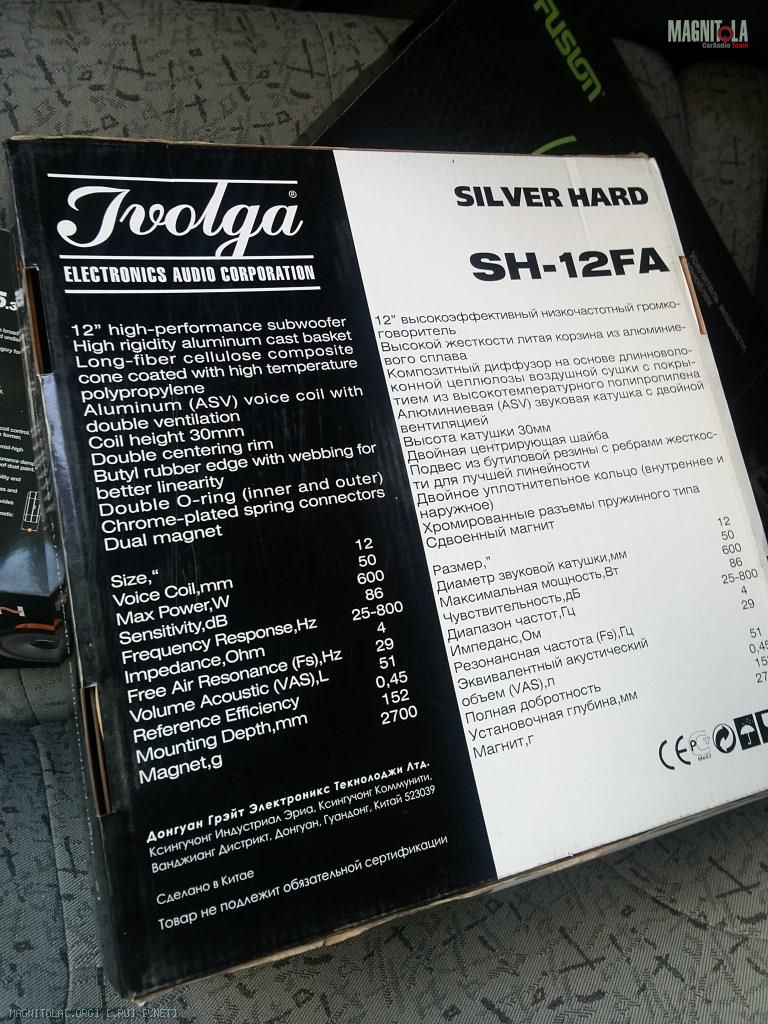 MAGNITOLA
CarAudio Team
FUSION
Ivolga®
ELECTRONICS AUDIO CORPORATION
12” high-performance subwoofer
High rigidity aluminum cast basket
Long-fiber cellulose composite
cone coated with high temperature
polypropylene
Aluminum (ASV) voice coil with
double ventilation
Coil height 30mm
Double centering rim
Butyl rubber edge with webbing for
better linearity
Double O-ring (inner and outer)
Chrome-plated spring connectors
Dual magnet
Size,“ 12
Voice Coil,mm 50
Max Power,W 600
Sensitivity,dB 86
Frequency Response,Hz 25-800
Impedance,Ohm 4
Free Air Resonance (Fs),Hz 29
Volume Acoustic (VAS),L 51
Reference Efficiency 0,45
Mounting Depth,mm 152
Magnet,g 2700
Донгуан Грэйт Электроникс Текнолоджи Лтд.
Ксингучонг Индустриал Эриа, Ксингучонг Коммунити,
Ванджианг Дистрикт, Донгуан, Гуандонг, Китай 523039
Сделано в Китае
Товар не подлежит обязательной сертификации
SILVER HARD
SH-12FA
12” высокоэффективный низкочастотный громко-
говоритель
Высокой жесткости литая корзина из алюминие-
вого сплава
Композитный диффузор на основе длинноволо-
конной целлюлозы воздушной сушки с покры-
тием из высокотемпературного полипропилена
Алюминиевая (ASV) звуковая катушка с двойной
вентиляцией
Высота катушки 30мм
Двойная центрирующая шайба
Подвес из бутиловой резины с ребрами жесткос-
ти для лучшей линейности
Двойное уплотнительное кольцо (внутреннее и
наружное)
Хромированные разъемы пружинного типа
Сдвоенный магнит
Размер,” 12
Диаметр звуковой катушки,мм 50
Максимальная мощность,Вт 600
Чувствительность,дБ 86
Диапазон частот,Гц 25-800
Импеданс,Ом 4
Резонансная частота (Fs),Гц 29
Эквивалентный акустический
объем (VAS),л 51
Полная добротность 0,45
Установочная глубина,мм 15
Магнит,г 27
CE
MAGNITOLA[.ORG] [.RU] [.NET]